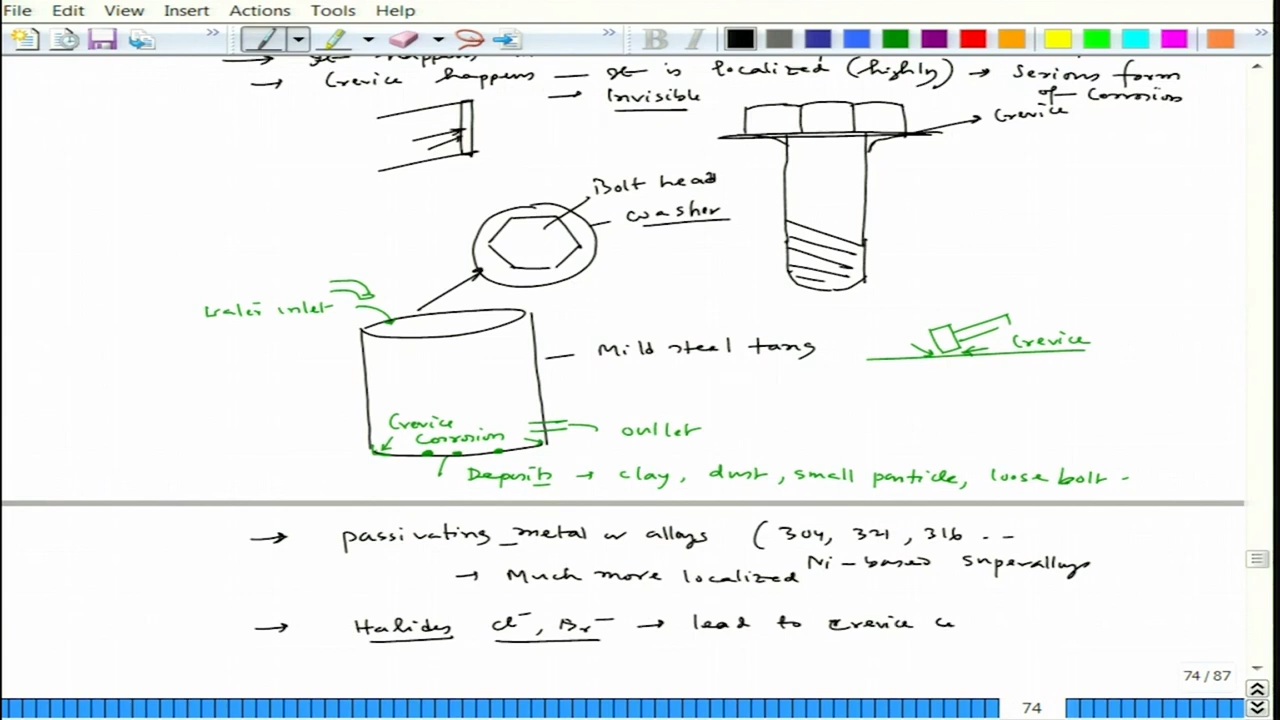 File Edit View Insert Actions Tools Help
B I
→ Crevice happens — It is localized (highly) → Serious form of corrosion
→ Invisible
Crevice
Bolt head
washer
water inlet
Mild steel tang
Crevice
Crevice corrosion
outlet
Deposits → clay, dust, small particle, loose bolt -
→ passivating metal or alloys (304, 321, 316 . . -
Ni-based superalloys
→ Much more localized
→ Halides Cl⁻, Br⁻ → lead to crevice c
74 / 87
74